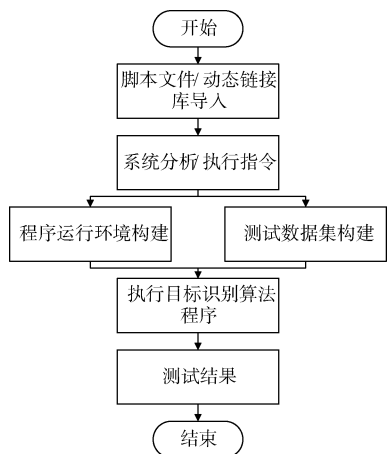 开始
脚本文件/动态链接
库导入
系统分析/执行指令
程序运行环境构建
测试数据集构建
执行目标识别算法
程序
测试结果
结束